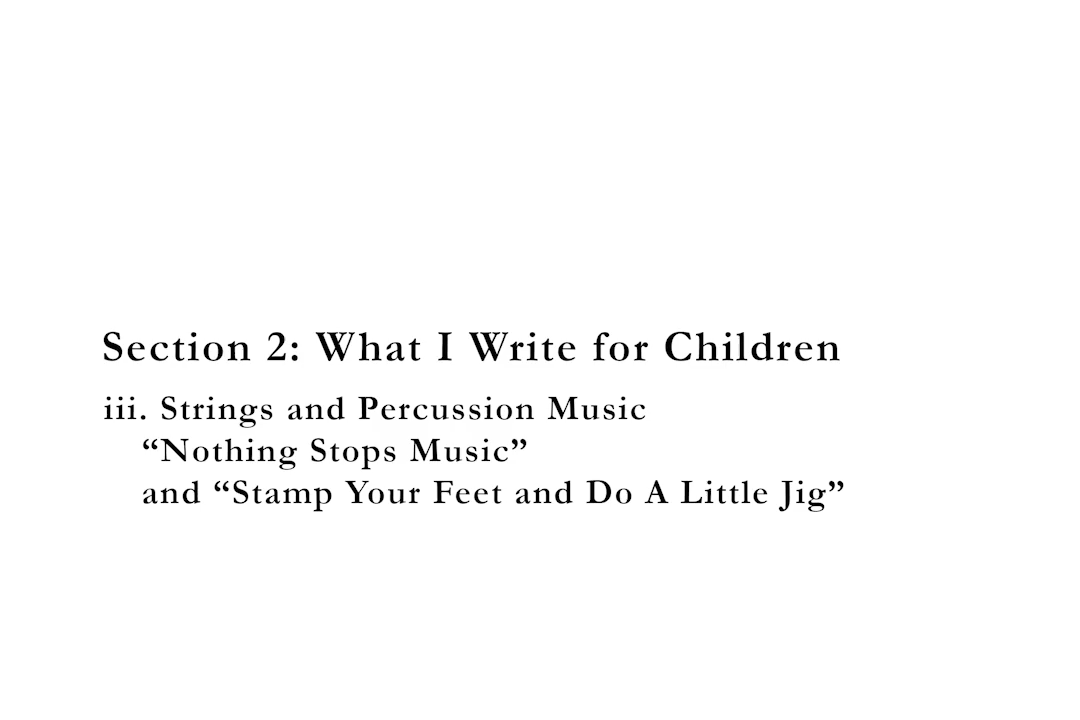 Section 2: What I Write for Children
iii. Strings and Percussion Music
“Nothing Stops Music”
and “Stamp Your Feet and Do A Little Jig”